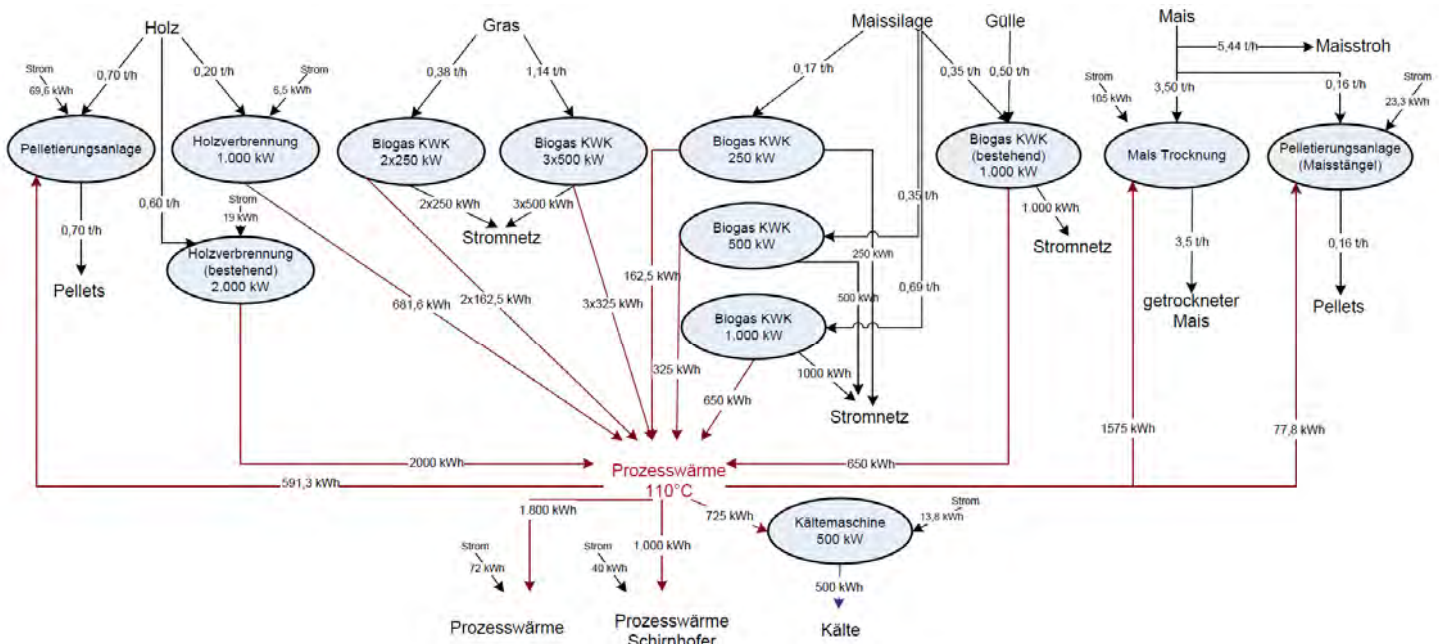 Holz
Gras
Maissilage
Gülle
Mais
5,44 t/h
Maisstroh
Strom
69,6 kWh
0,70 t/h
0,20 t/h
Strom
6,5 kWh
0,38 t/h
1,14 t/h
0,17 t/h
0,35 t/h
0,50 t/h
Strom
105 kWh
3,50 t/h
0,16 t/h
Strom
23,3 kWh
Pelletierungsanlage
Holzverbrennung
1.000 kW
Biogas KWK
2x250 kW
Biogas KWK
3x500 kW
Biogas KWK
250 kW
Biogas KWK
(bestehend)
1.000 kW
Mais Trocknung
Pelletierungsanlage
(Maisstängel)
0,70 t/h
0,60 t/h
Strom
19 kWh
2x250 kWh
3x500 kWh
Stromnetz
0,35 t/h
1.000 kWh
Stromnetz
3,5 t/h
0,16 t/h
Pellets
Holzverbrennung
(bestehend)
2.000 kW
Biogas KWK
500 kW
250 kWh
162,5 kWh
0,69 t/h
500 kWh
681,6 kWh
2x162,5 kWh
3x325 kWh
getrockneter
Mais
Pellets
Biogas KWK
1.000 kW
325 kWh
1000 kWh
650 kWh
Stromnetz
1575 kWh
77,8 kWh
2000 kWh
Prozesswärme
110°C
650 kWh
591,3 kWh
1.800 kWh
725 kWh
Kältemaschine
500 kW
Strom
13,8 kWh
Strom
72 kWh
Strom
40 kWh
1.000 kWh
500 kWh
Prozesswärme
Prozesswärme
Schirnhofer
Kälte